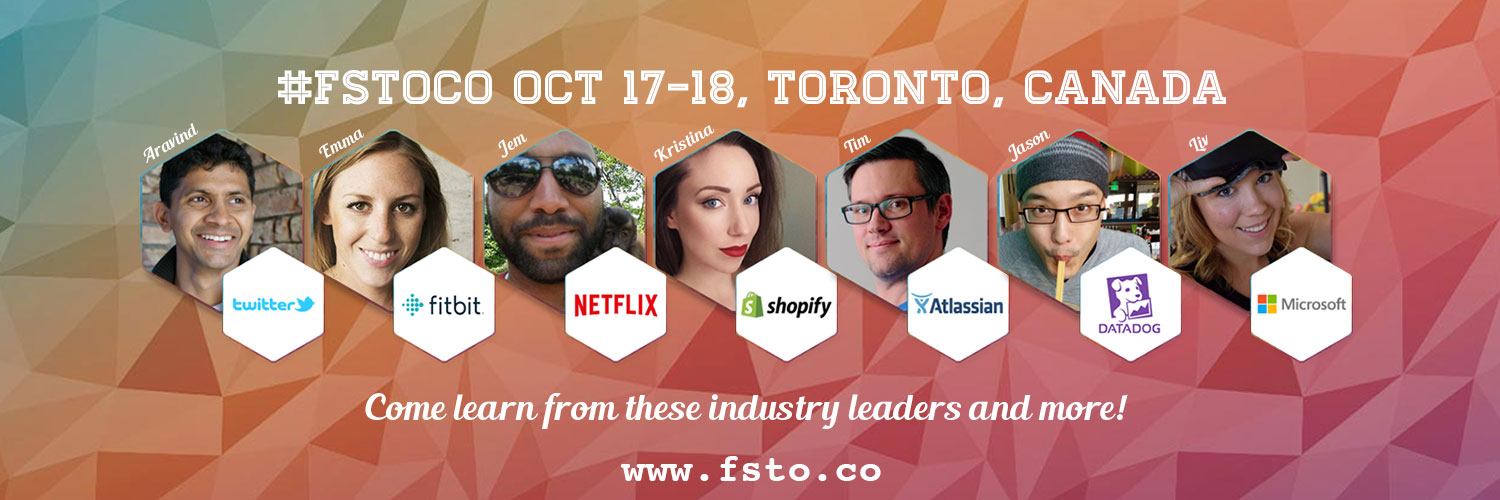 #FSTOCO OCT 17-18, TORONTO, CANADA
Aravind
Emma
Jem
Kristina
Tim
Jason
Liv
twitter
fitbit
NETFLIX
S shopify
Atlassian
DATADOG
Microsoft
Come learn from these industry leaders and more!
www.fsto.co